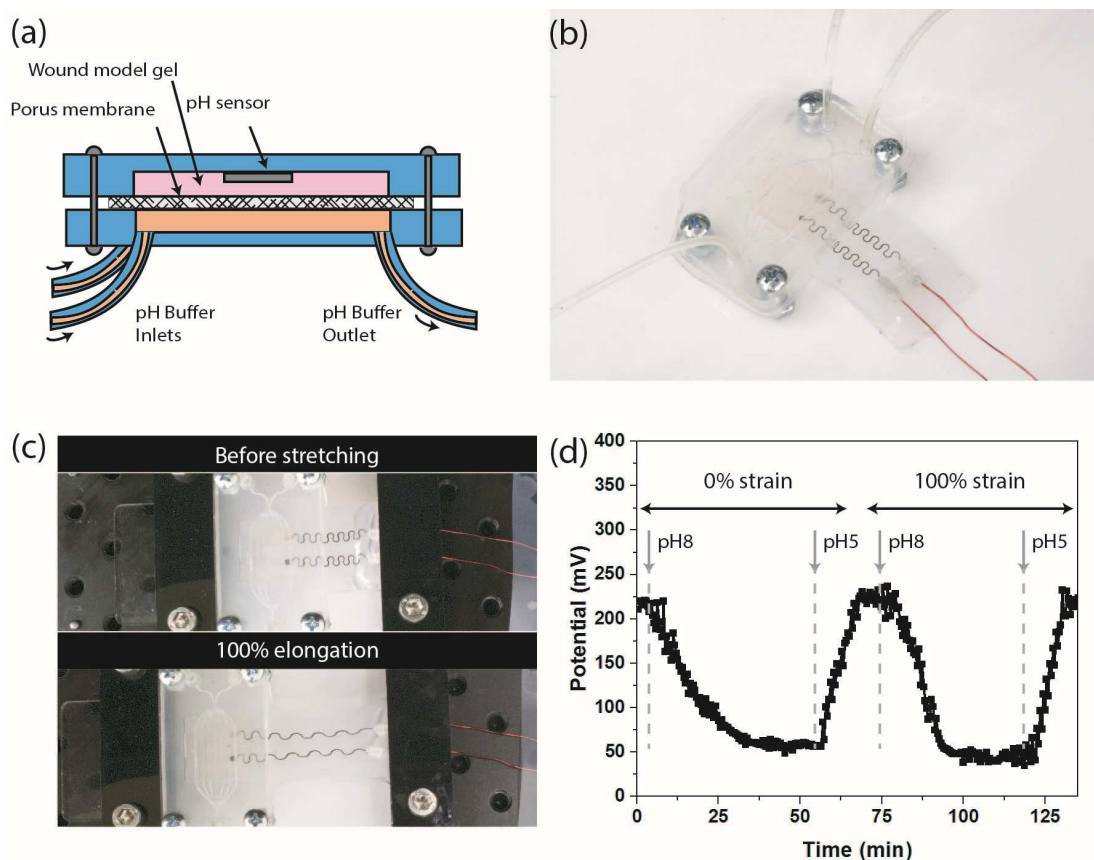 (a)
Wound model gel
Porus membrane
pH sensor
pH Buffer
Inlets
pH Buffer
Outlet
(b)
(c)
Before stretching
100% elongation
(d)
400
350
300
250
200
150
100
50
0
Potential (mV)
0% strain
100% strain
pH8
pH5
pH8
pH5
0
25
50
75
100
125
Time (min)